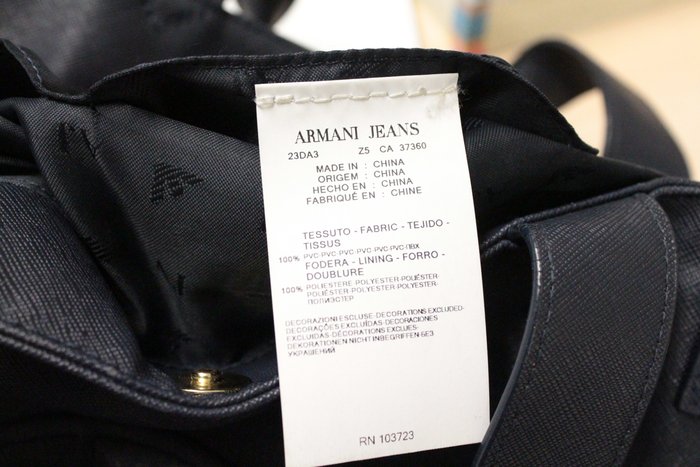 ARMANI JEANS
23DA3 Z5 CA 37360
MADE IN : CHINA
ORIGEM : CHINA
HECHO EN : CHINA
FABRIQUÉ EN : CHINE
TESSUTO - FABRIC - TEJIDO -
TISSUS
100% PVC-PVC-PVC-PVC-PVC-PVC-ПВХ
FODERA - LINING - FORRO -
DOUBLURE
100% POLIESTERE-POLYESTER-POLIÉSTER-
POLIÉSTER-POLYESTER-POLYESTER-
ПОЛИЭСТЕР
DECORAZIONI ESCLUSE-DECORATIONS EXCLUDED-
DECORAÇÕES EXCLUÍDAS-DECORACIONES
EXCLUIDAS-DÉCORATIONS EXCLUES-
DEKORATIONEN NICHT INBEGRIFFEN-БЕЗ
УКРАШЕНИЙ
RN 103723